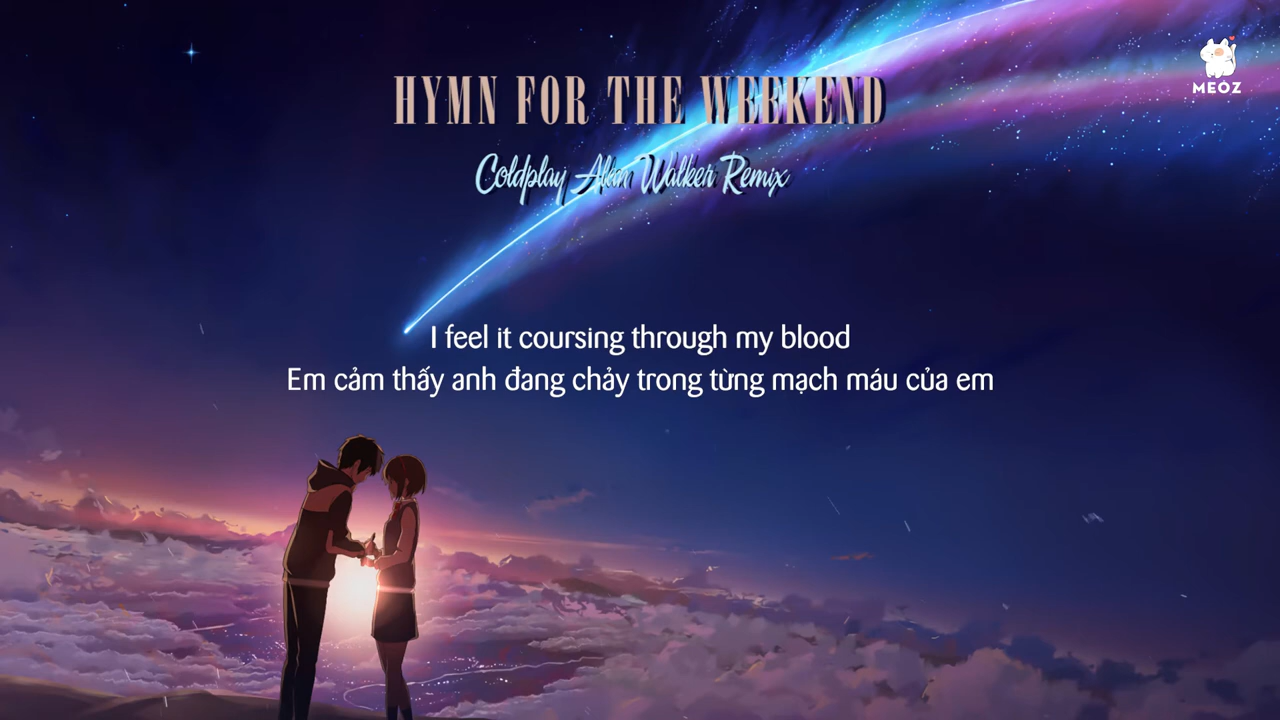 HYMN FOR THE WEEKEND
Coldplay Alan Walker Remix
MEOZ
I feel it coursing through my blood
Em cảm thấy anh đang chảy trong từng mạch máu của em